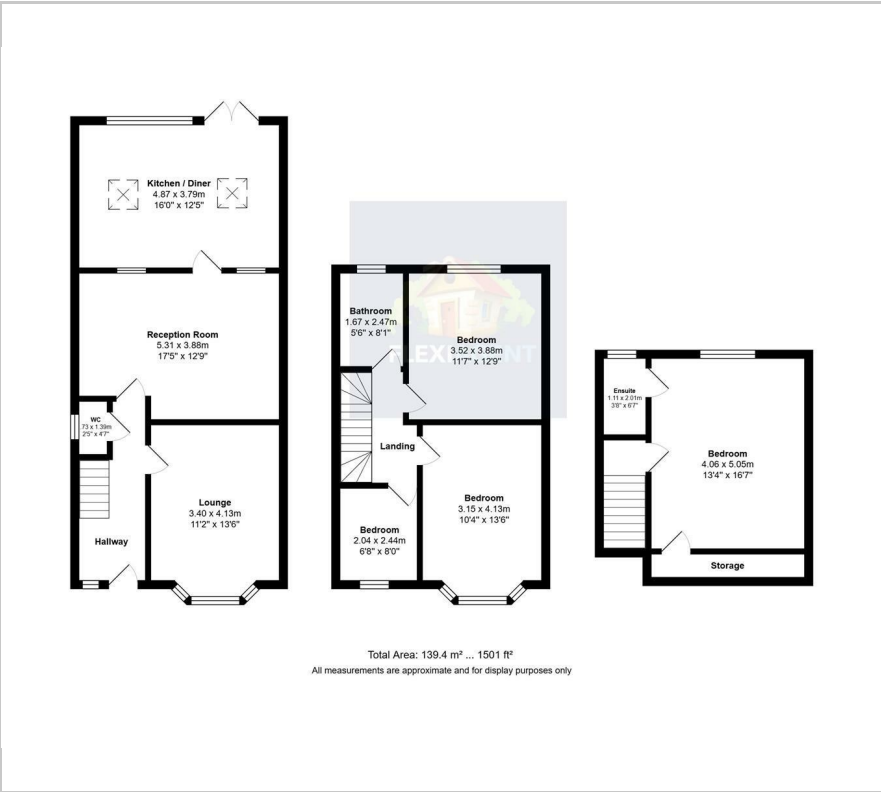 Kitchen / Diner
4.87 x 3.79m
16'0" x 12'5"
Reception Room
5.31 x 3.88m
17'5" x 12'9"
WC
.73 x 1.39m
2'5" x 4'7"
Lounge
3.40 x 4.13m
11'2" x 13'6"
Hallway
Bathroom
1.67 x 2.47m
5'6" x 8'1"
Bedroom
3.52 x 3.88m
11'7" x 12'9"
Landing
Bedroom
3.15 x 4.13m
10'4" x 13'6"
Bedroom
2.04 x 2.44m
6'8" x 8'0"
Ensuite
1.11 x 2.01m
3'8" x 6'7"
Bedroom
4.06 x 5.05m
13'4" x 16'7"
Storage
Total Area: 139.4 m² ... 1501 ft²
All measurements are approximate and for display purposes only